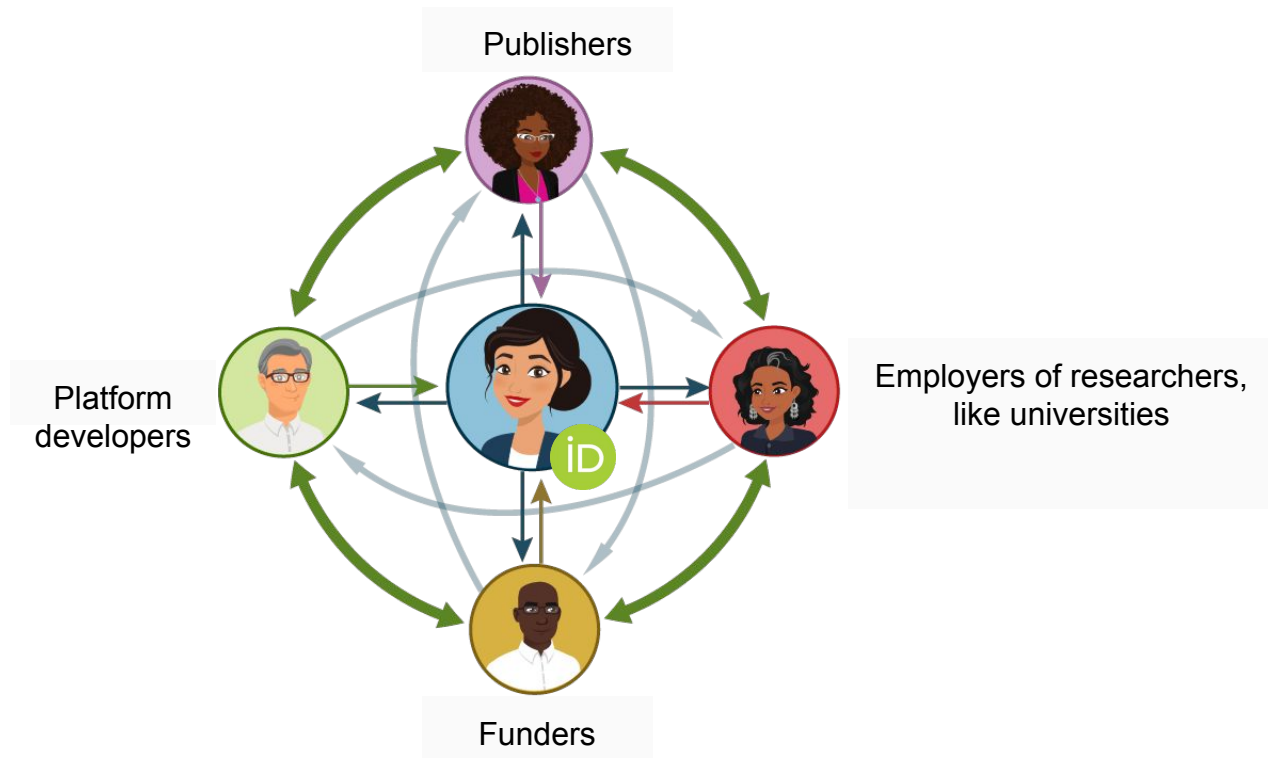 Publishers
Platform
developers
iD
Employers of researchers,
like universities
Funders